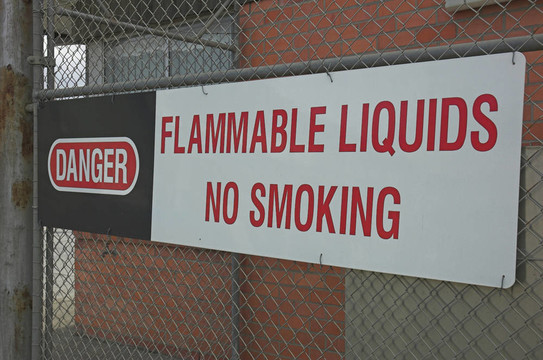 DANGER
FLAMMABLE LIQUIDS
NO SMOKING